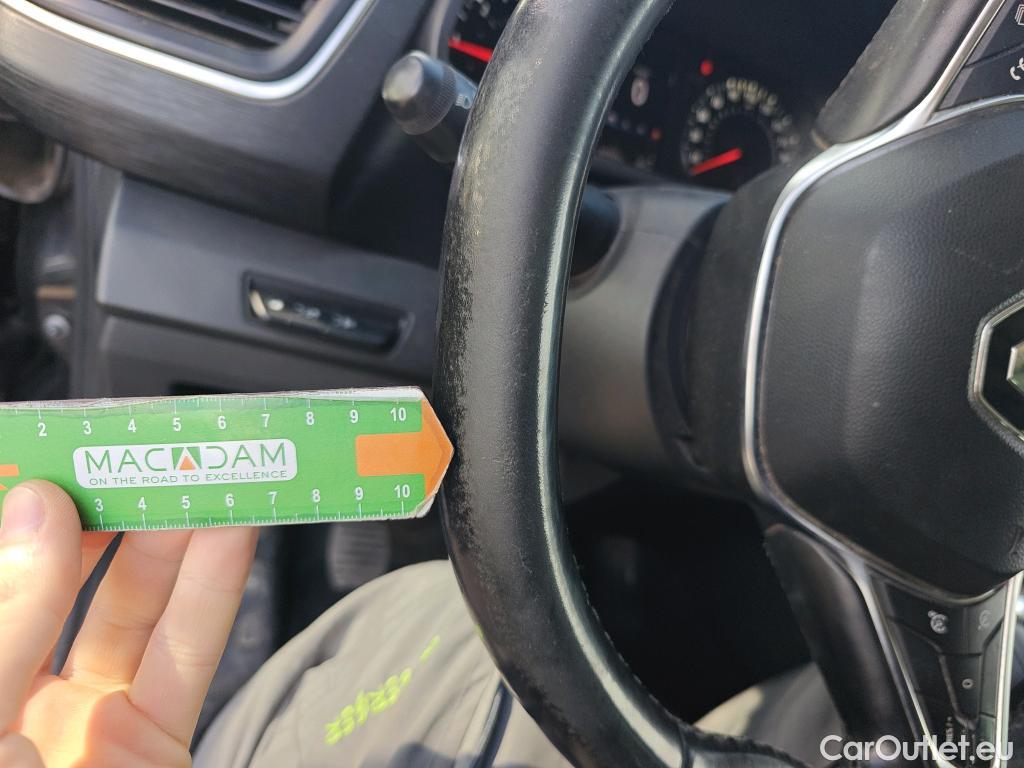 2 3 4 5 6 7 8 9 10
MACADAM
ON THE ROAD TO EXCELLENCE
3 4 5 6 7 8 9 10
0
CarOutlet.eu